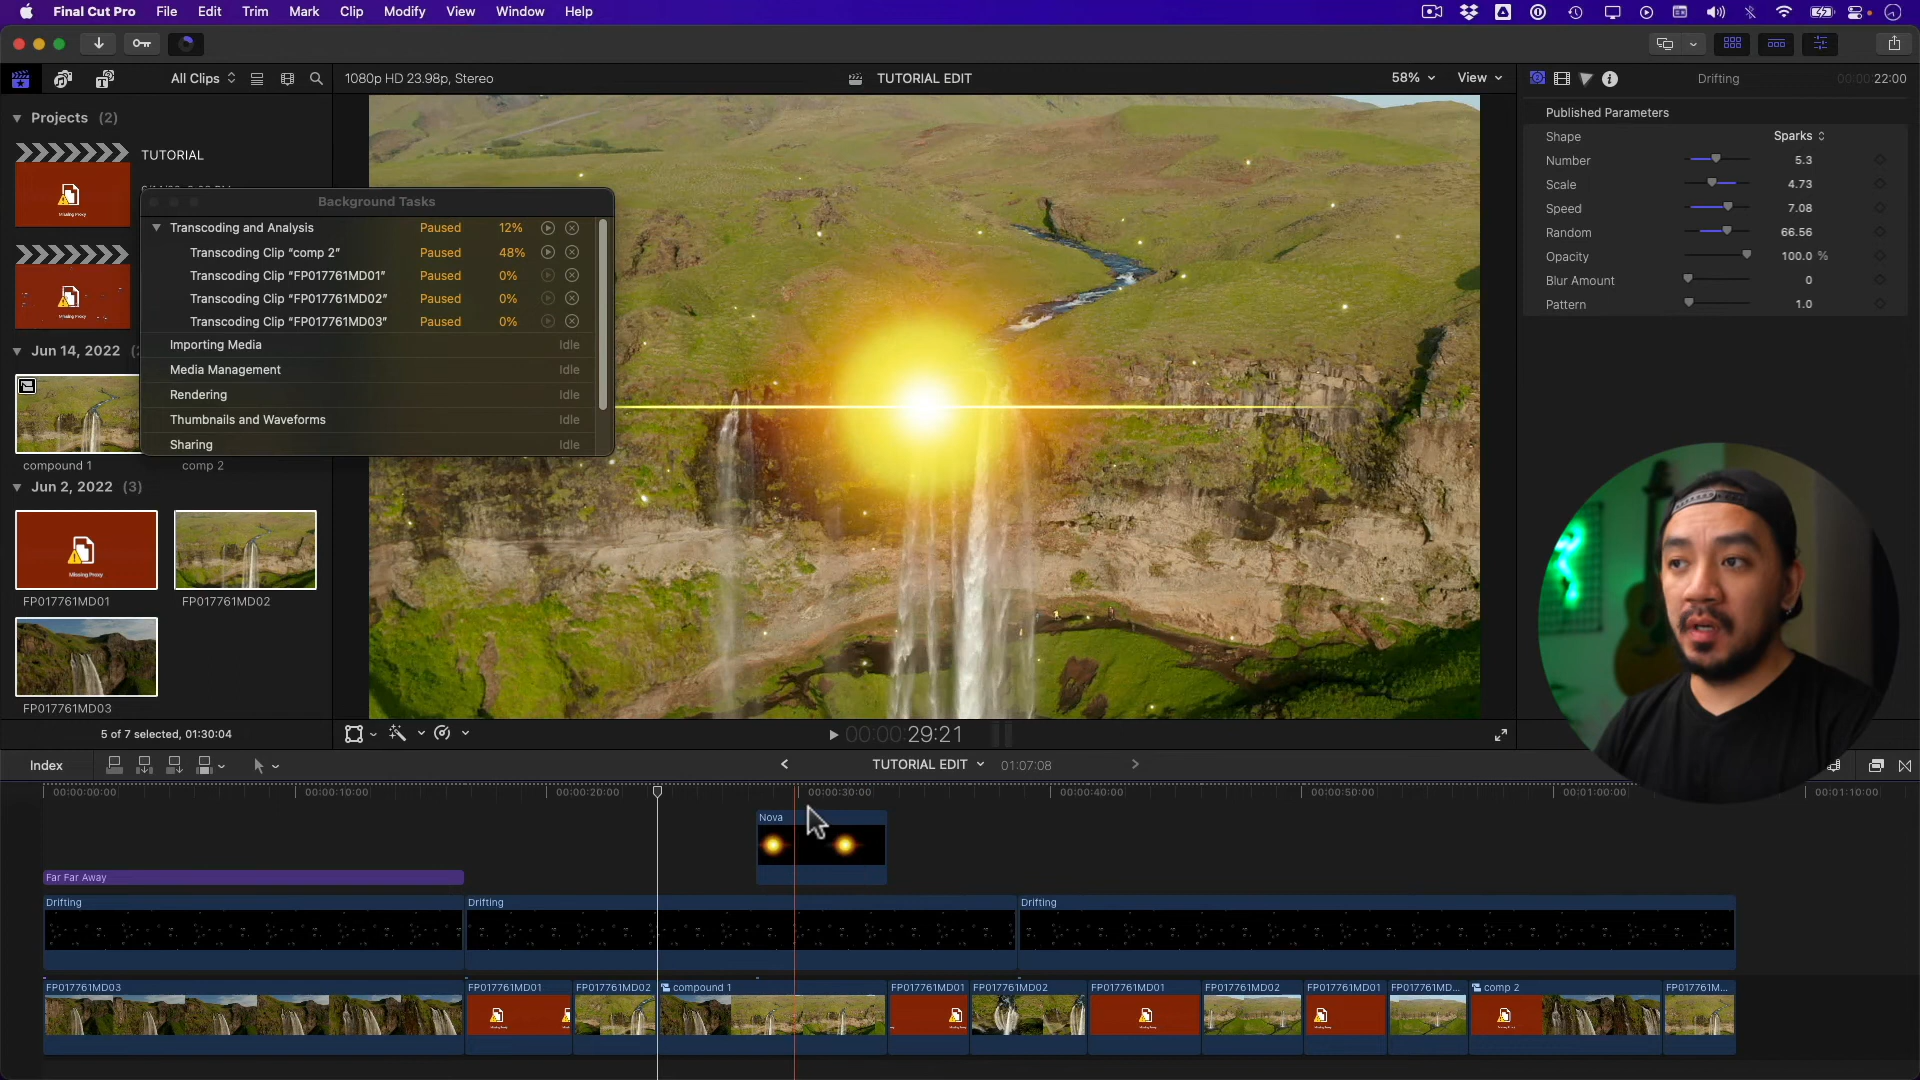 Final Cut Pro File Edit Trim Mark Clip Modify View Window Help
All Clips
1080p HD 23.98p, Stereo
TUTORIAL EDIT
58%
View
Drifting
00:00:22:00
Projects (2)
TUTORIAL
Missing Proxy
Missing Proxy
Background Tasks
Transcoding and Analysis Paused 12%
Transcoding Clip “comp 2” Paused 48%
Transcoding Clip “FP017761MD01” Paused 0%
Transcoding Clip “FP017761MD02” Paused 0%
Transcoding Clip “FP017761MD03” Paused 0%
Importing Media Idle
Media Management Idle
Rendering Idle
Thumbnails and Waveforms Idle
Sharing Idle
Published Parameters
Shape Sparks
Number 5.3
Scale 4.73
Speed 7.08
Random 66.56
Opacity 100.0 %
Blur Amount 0
Pattern 1.0
Jun 14, 2022
compound 1
comp 2
Jun 2, 2022 (3)
Missing Proxy
FP017761MD01
FP017761MD02
FP017761MD03
5 of 7 selected, 01:30:04
00:00:29:21
Index
TUTORIAL EDIT
01:07:08
00:00:00:00 00:00:10:00 00:00:20:00 00:00:30:00 00:00:40:00 00:00:50:00 00:01:00:00 00:01:10:00
Nova
Far Far Away
Drifting
Drifting
Drifting
FP017761MD03 FP017761MD01 FP017761MD02 compound 1 FP017761MD01 FP017761MD02 FP017761MD01 FP017761MD02 FP017761MD01 FP017761MD... comp 2 FP017761M...